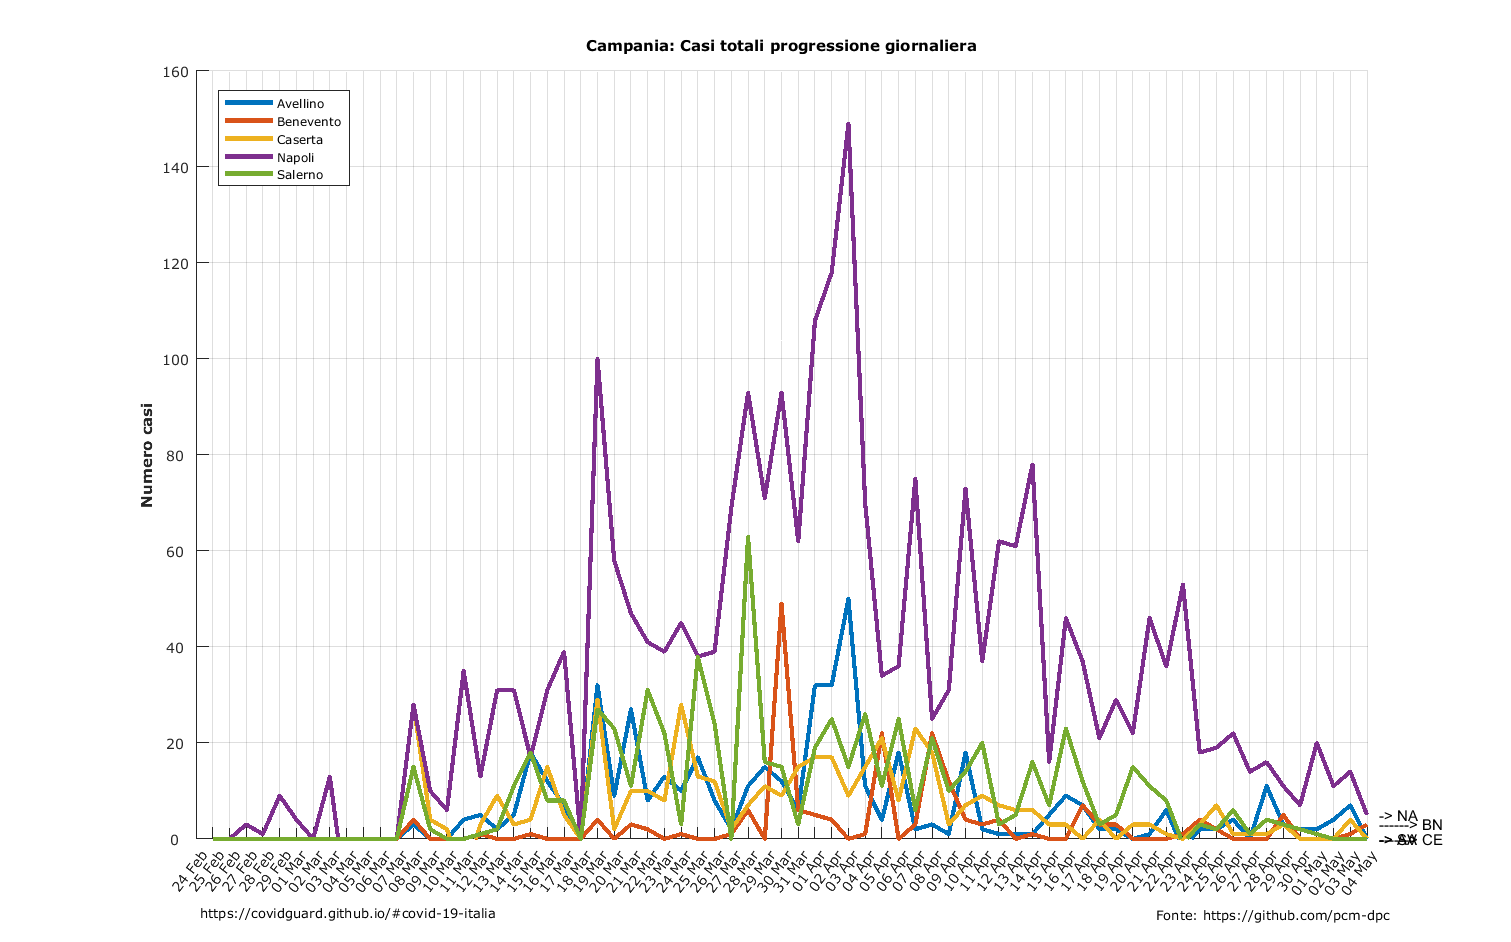 Campania: Casi totali progressione giornaliera
160
140
120
100
80
60
40
20
0
Numero casi
Avellino
Benevento
Caserta
Napoli
Salerno
-> NA
------> BN
CE
24 Feb
25 Feb
26 Feb
27 Feb
28 Feb
29 Feb
01 Mar
02 Mar
03 Mar
04 Mar
05 Mar
06 Mar
07 Mar
08 Mar
09 Mar
10 Mar
11 Mar
12 Mar
13 Mar
14 Mar
15 Mar
16 Mar
17 Mar
18 Mar
19 Mar
20 Mar
21 Mar
22 Mar
23 Mar
24 Mar
25 Mar
26 Mar
27 Mar
28 Mar
29 Mar
30 Mar
31 Mar
01 Apr
02 Apr
03 Apr
04 Apr
05 Apr
06 Apr
07 Apr
08 Apr
09 Apr
10 Apr
11 Apr
12 Apr
13 Apr
14 Apr
15 Apr
16 Apr
17 Apr
18 Apr
19 Apr
20 Apr
21 Apr
22 Apr
23 Apr
24 Apr
25 Apr
26 Apr
27 Apr
28 Apr
29 Apr
30 Apr
01 May
02 May
03 May
04 May
https://covidguard.github.io/#covid-19-italia
Fonte: https://github.com/pcm-dpc